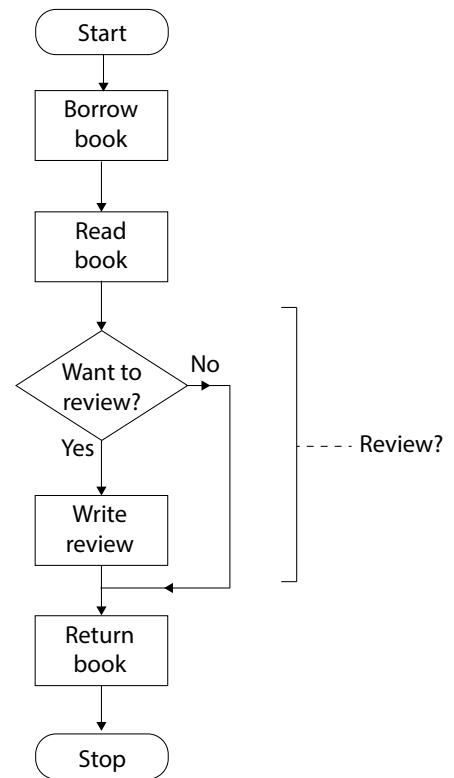 Start
Borrow
book
Read
book
Want to
review?
No
Yes
Review?
Write
review
Return
book
Stop